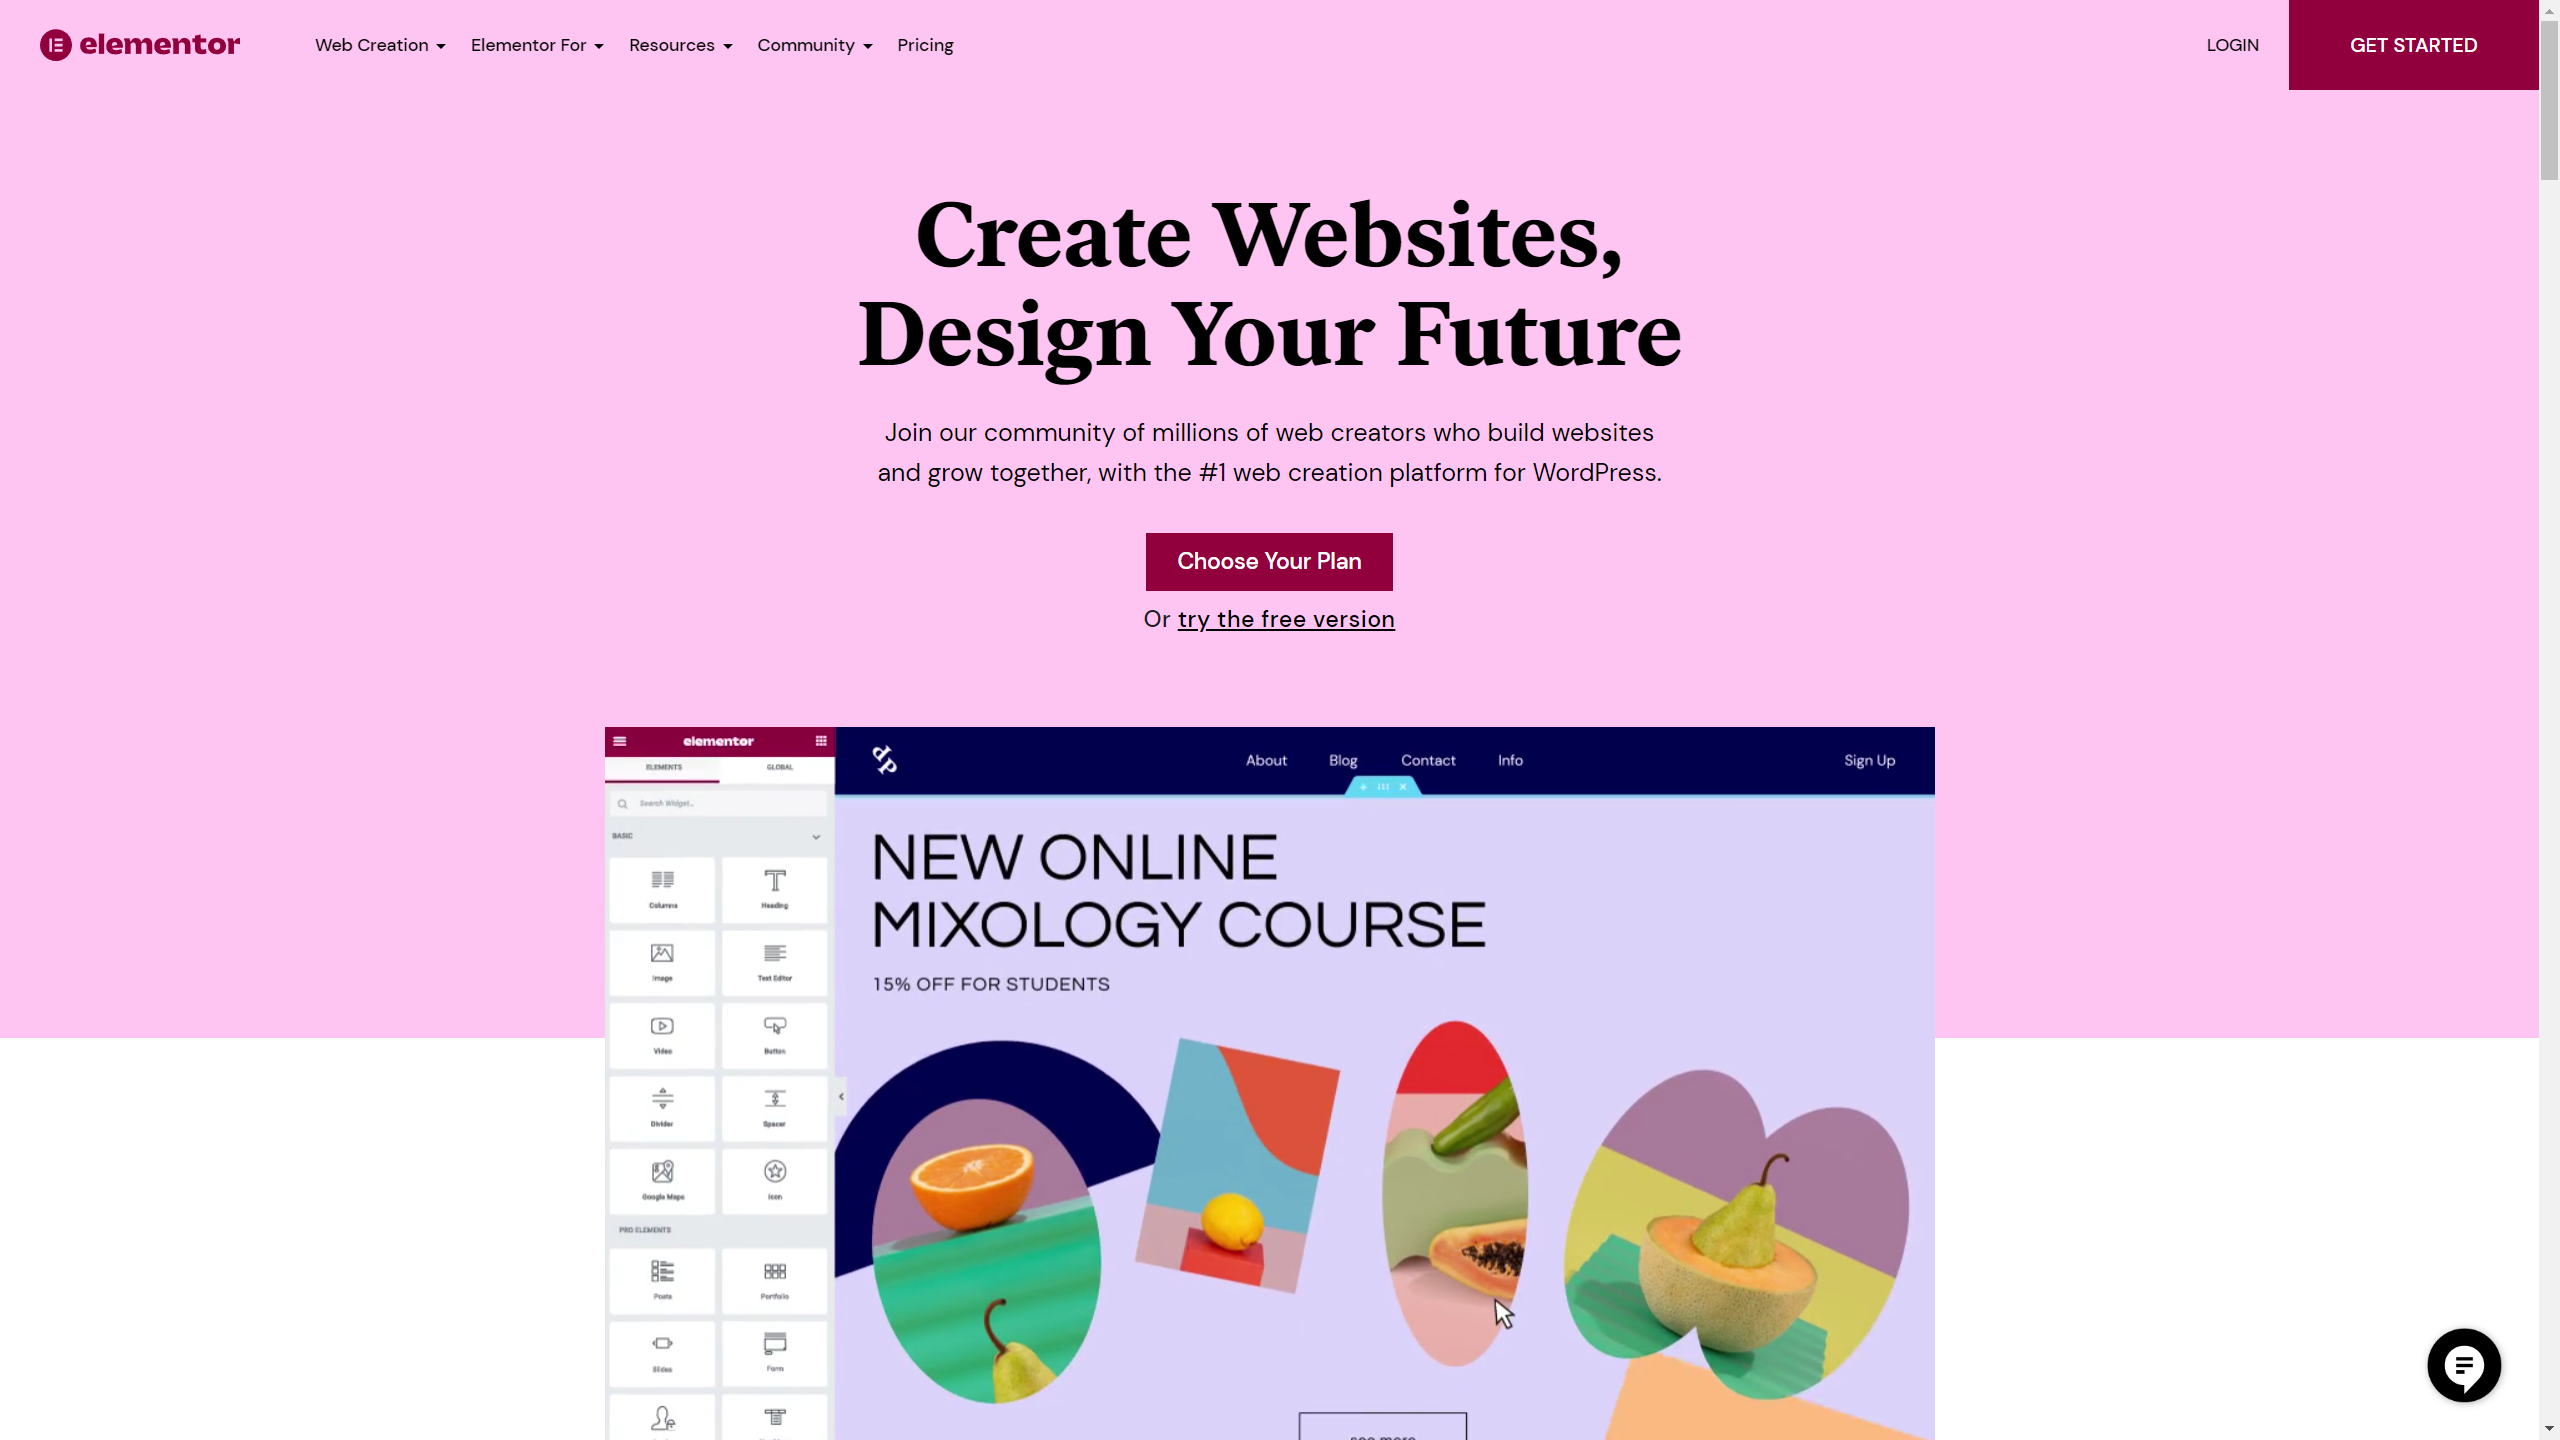 elementor
Web Creation
Elementor For
Resources
Community
Pricing
LOGIN
GET STARTED
Create Websites,
Design Your Future
Join our community of millions of web creators who build websites
and grow together, with the #1 web creation platform for WordPress.
Choose Your Plan
Or try the free version
elementor
ELEMENTS
GLOBAL
Search Widget...
BASIC
Columns
Heading
Image
Text Editor
Video
Button
Divider
Spacer
Google Maps
Icon
PRO ELEMENTS
Posts
Portfolio
Slides
Form
dp
About
Blog
Contact
Info
Sign Up
NEW ONLINE
MIXOLOGY COURSE
15% OFF FOR STUDENTS
see more